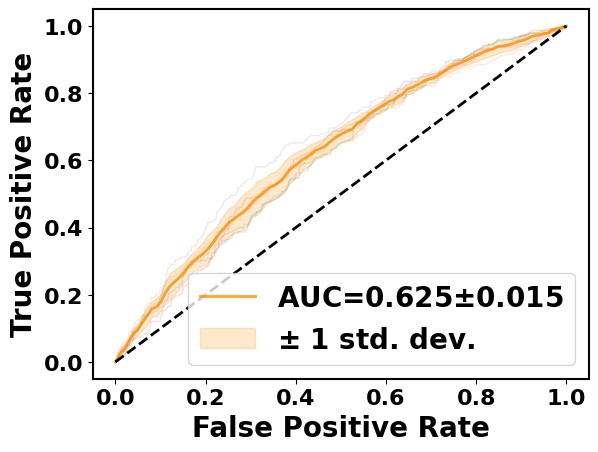 True Positive Rate
1.0
0.8
0.6
0.4
0.2
0.0
AUC=0.625±0.015
± 1 std. dev.
0.0 0.2 0.4 0.6 0.8 1.0
False Positive Rate